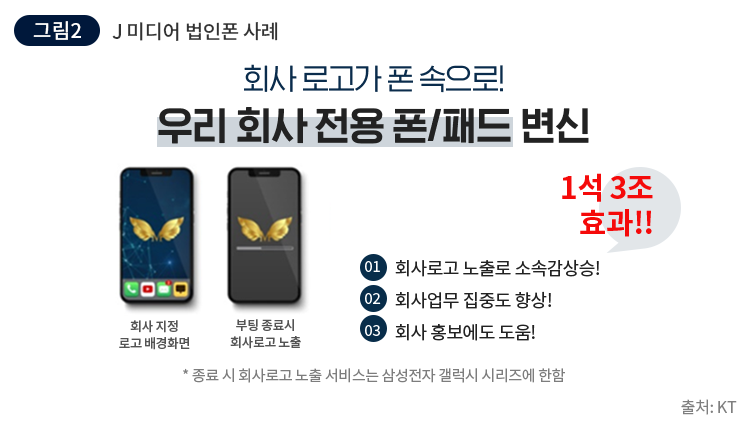 그림2 J 미디어 법인폰 사례
회사 로고가 폰 속으로!
우리 회사 전용 폰/패드 변신
1석 3조
효과!!
M
M
01 회사로고 노출로 소속감상승!
02 회사업무 집중도 향상!
03 회사 홍보에도 도움!
회사 지정
로고 배경화면
부팅 종료시
회사로고 노출
* 종료 시 회사로고 노출 서비스는 삼성전자 갤럭시 시리즈에 한함
출처: KT